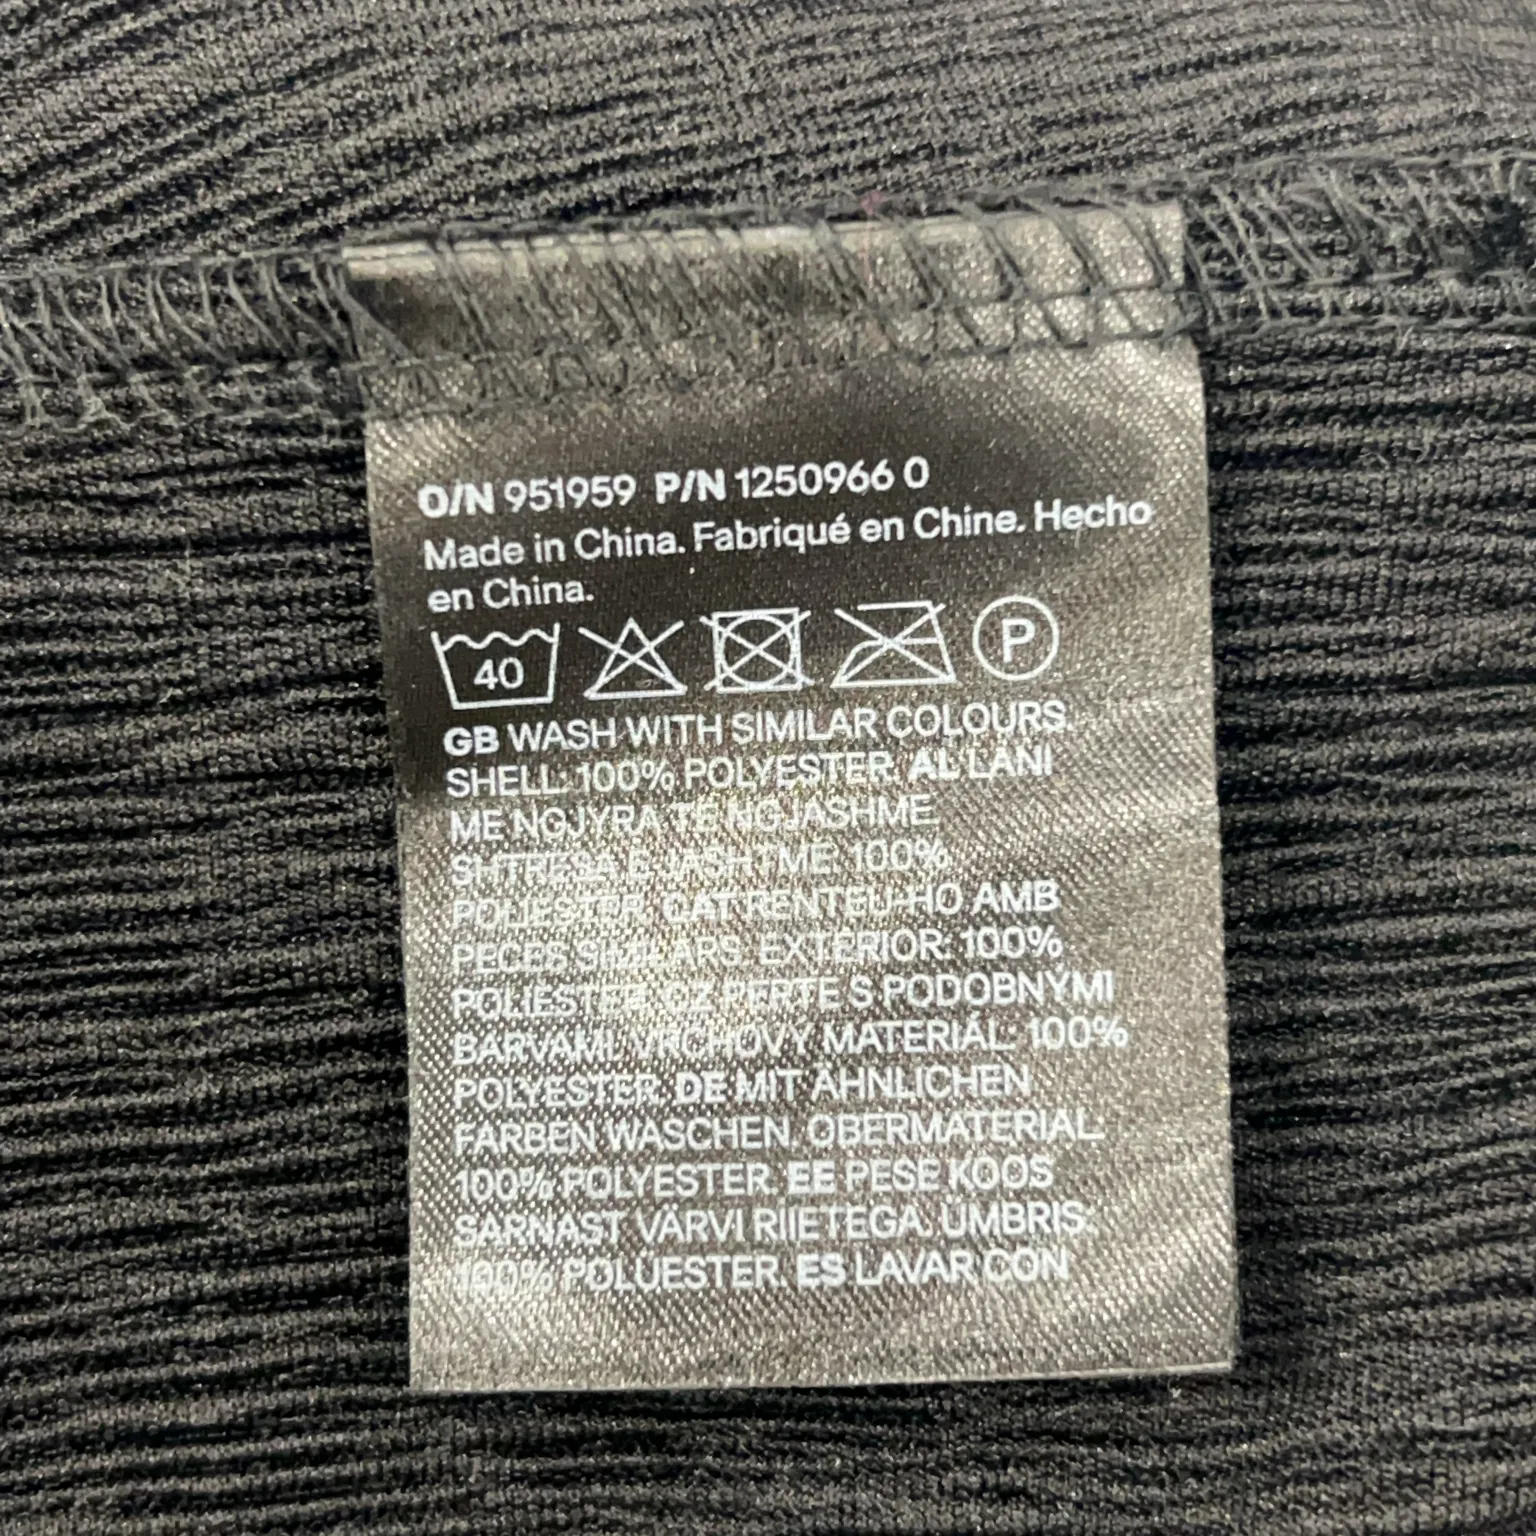 O/N 951959 P/N 1250966 0
Made in China. Fabriqué en Chine. Hecho
en China.
40
P
GB WASH WITH SIMILAR COLOURS
SHELL: 100% POLYESTER. AL LANI
ME NGJYRA TE NGJASHME
SHTRESA E JASHTME 100%
POLIESTER. CAT RENTEU-HO AMB
PECES SIMILARS. EXTERIOR: 100%
POLIESTER. CZ PERTE S PODOBNÝMI
BARVAMI. VRCHOVÝ MATERIÁL: 100%
POLYESTER. DE MIT ÄHNLICHEN
FARBEN WASCHEN. OBERMATERIAL:
100% POLYESTER. EE PESE KOOS
SARNAST VÄRVI RIIETEGA. ÜMBRIS:
100% POLÜESTER. ES LAVAR CON